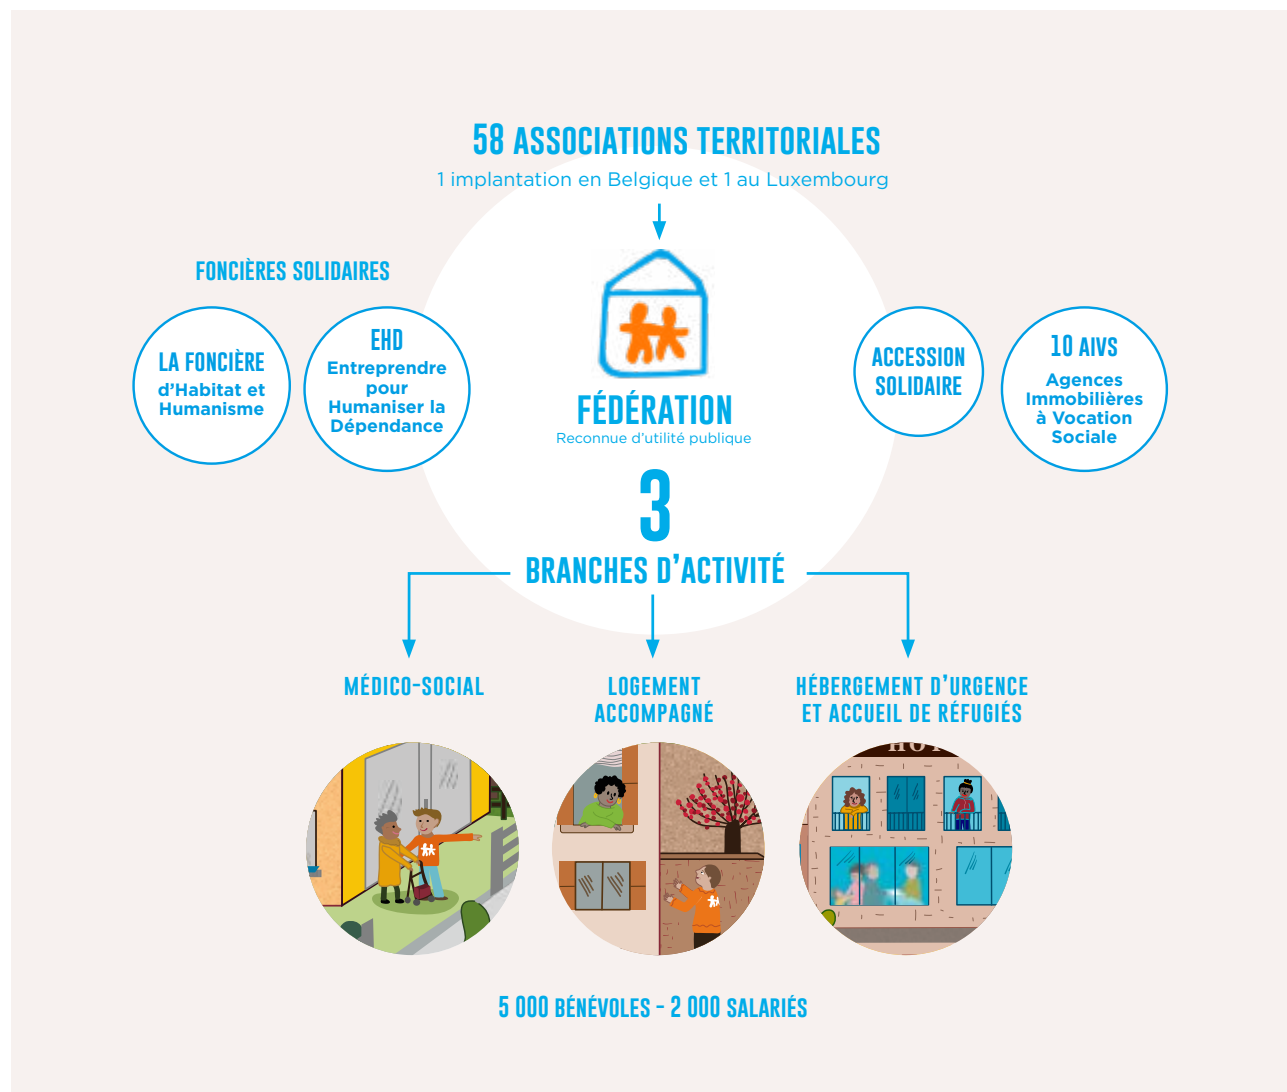 58 ASSOCIATIONS TERRITORIALES
1 implantation en Belgique et 1 au Luxembourg
FONCIÈRES SOLIDAIRES
LA FONCIÈRE
d'Habitat et
Humanisme
EHD
Entreprendre
pour
Humaniser la
Dépendance
FÉDÉRATION
Reconnue d'utilité publique
ACCESSION
SOLIDAIRE
10 AIVS
Agences
Immobilières
à Vocation
Sociale
3
BRANCHES D'ACTIVITÉ
MÉDICO-SOCIAL
LOGEMENT
ACCOMPAGNÉ
HÉBERGEMENT D'URGENCE
ET ACCUEIL DE RÉFUGIÉS
5 000 BÉNÉVOLES - 2 000 SALARIÉS